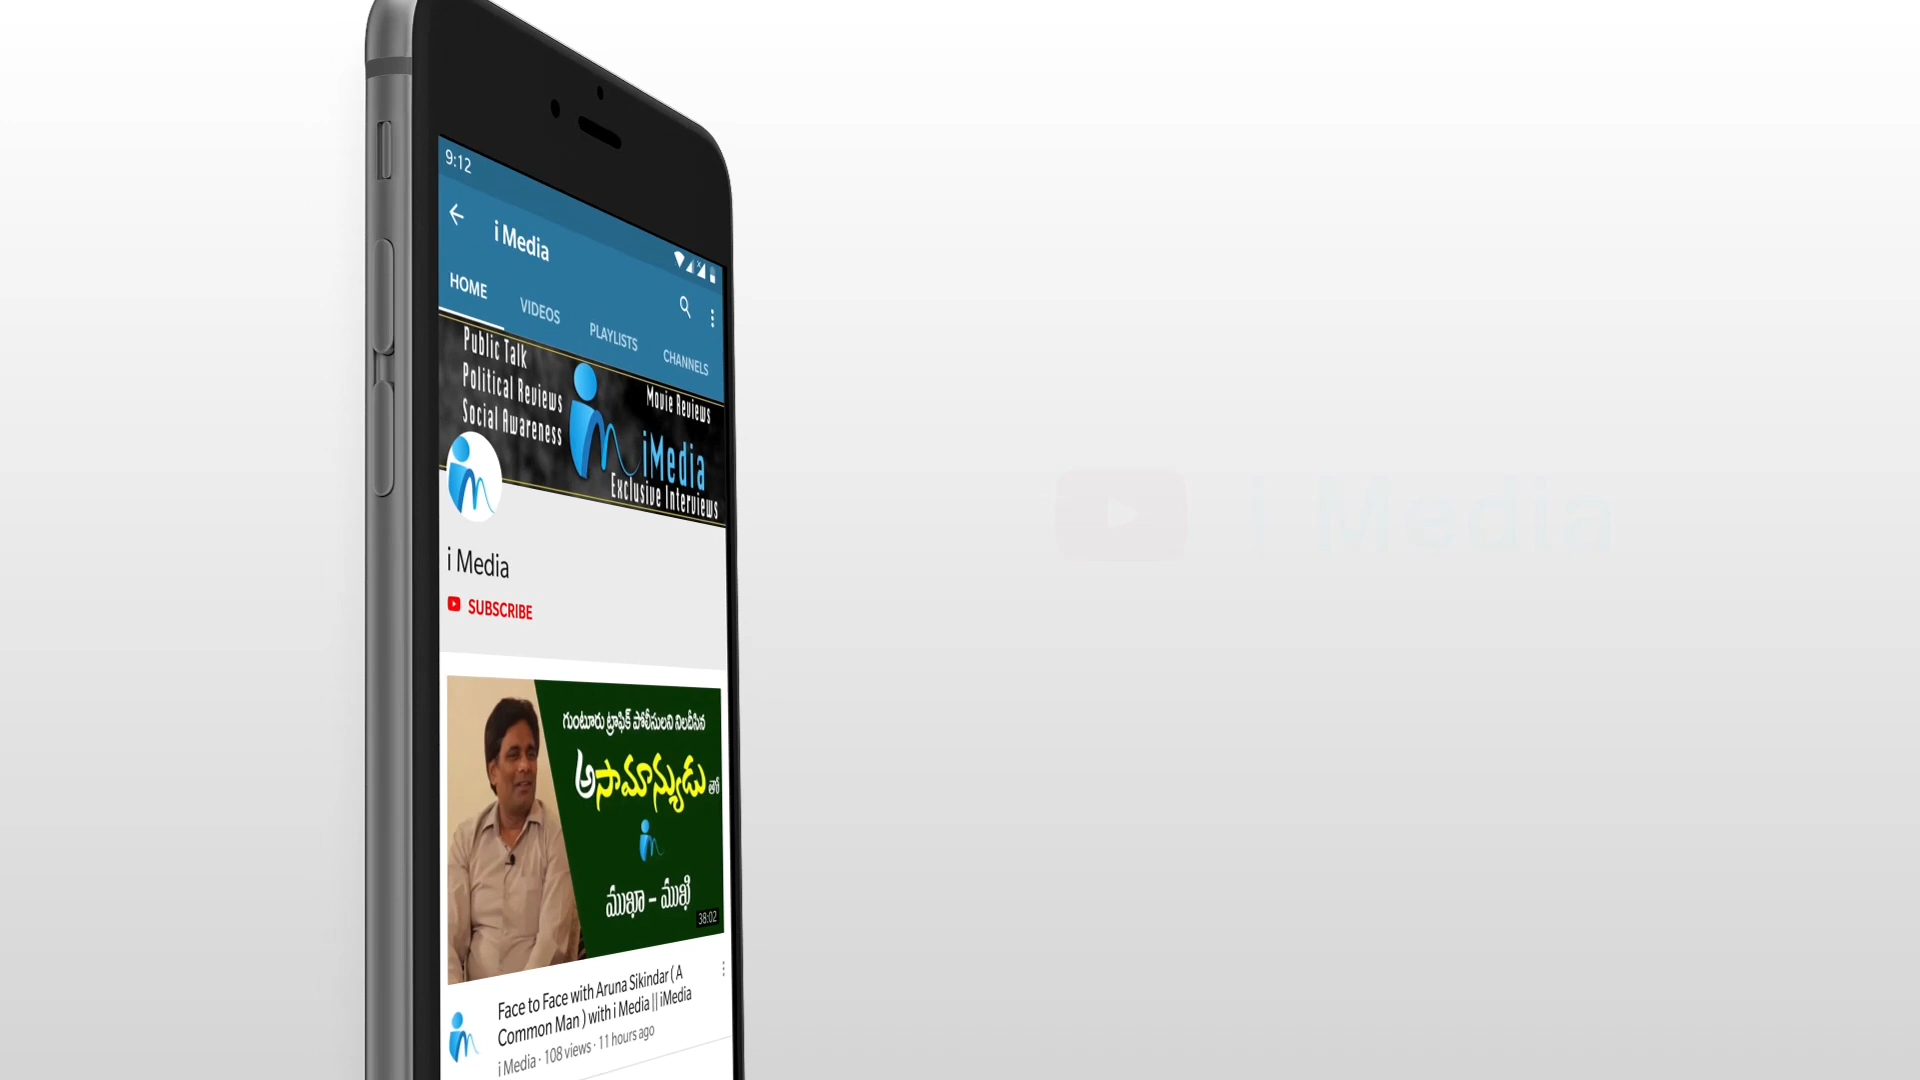 9:12
i Media
HOME
VIDEOS
PLAYLISTS
CHANNELS
Public Talk
Political Reviews
Social Awareness
Movie Reviews
iMedia
Exclusive Interviews
i Media
SUBSCRIBE
గుంటూరు ట్రాఫిక్ పోలీసులని నిలదీసిన
అసామాన్యుడు తో
ముఖా - ముఖి
38:02
Face to Face with Aruna Sikindar ( A
Common Man ) with i Media || iMedia
i Media · 108 views · 11 hours ago
i Media